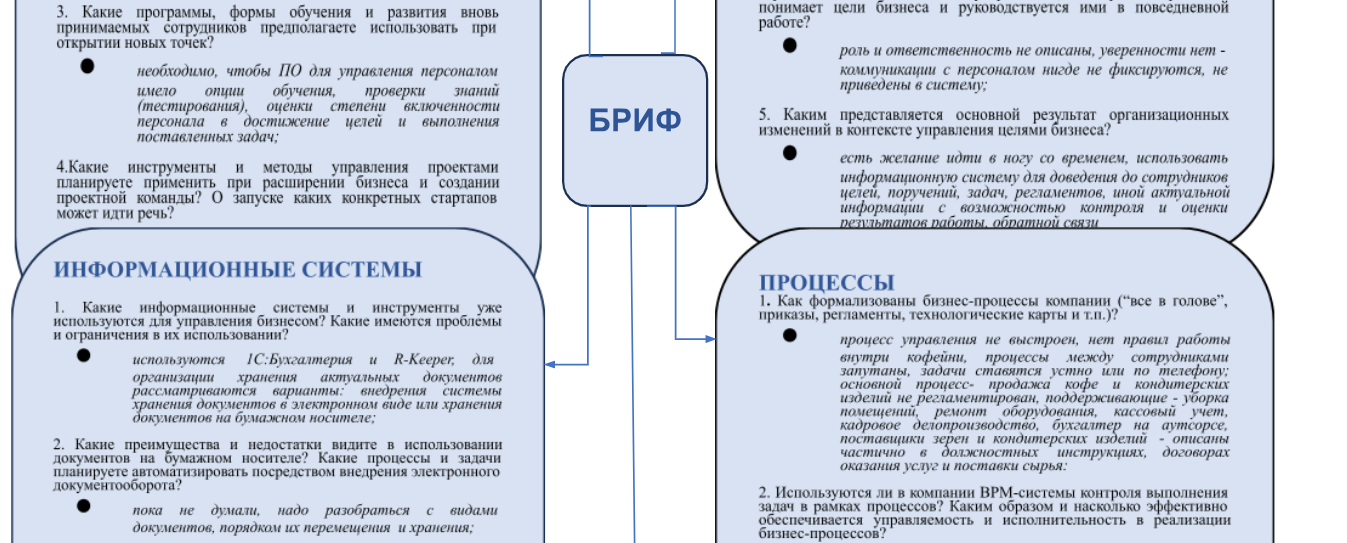 3. Какие программы, формы обучения и развития вновь
принимаемых сотрудников предполагаете использовать при
открытии новых точек?
необходимо, чтобы ПО для управления персоналом
имело опции обучения, проверки знаний
(тестирования), оценки степени включенности
персонала в достижение целей и выполнения
поставленных задач;
4.Какие инструменты и методы управления проектами
планируете применить при расширении бизнеса и создании
проектной команды? О запуске каких конкретных стартапов
может идти речь?
БРИФ
понимает цели бизнеса и руководствуется ими в повседневной
работе?
роль и ответственность не описаны, уверенности нет -
коммуникации с персоналом нигде не фиксируются, не
приведены в систему;
5. Каким представляется основной результат организационных
изменений в контексте управления целями бизнеса?
есть желание идти в ногу со временем, использовать
информационную систему для доведения до сотрудников
целей, поручений, задач, регламентов, иной актуальной
информации с возможностью контроля и оценки
результатов работы, обратной связи
ИНФОРМАЦИОННЫЕ СИСТЕМЫ
1. Какие информационные системы и инструменты уже
используются для управления бизнесом? Какие имеются проблемы
и ограничения в их использовании?
используются 1С:Бухгалтерия и R-Keeper, для
организации хранения актуальных документов
рассматриваются варианты: внедрения системы
хранения документов в электронном виде или хранения
документов на бумажном носителе;
2. Какие преимущества и недостатки видите в использовании
документов на бумажном носителе? Какие процессы и задачи
планируете автоматизировать посредством внедрения электронного
документооборота?
пока не думали, надо разобраться с видами
документов, порядком их перемещения и хранения;
ПРОЦЕССЫ
1. Как формализованы бизнес-процессы компании (“все в голове”,
приказы, регламенты, технологические карты и т.п.)?
процесс управления не выстроен, нет правил работы
внутри кофейни, процессы между сотрудниками
запутаны, задачи ставятся устно или по телефону;
основной процесс- продажа кофе и кондитерских
изделий не регламентирован, поддерживающие - уборка
помещений, ремонт оборудования, кассовый учет,
кадровое делопроизводство, бухгалтер на аутсорсе,
поставщики зерен и кондитерских изделий - описаны
частично в должностных инструкциях, договорах
оказания услуг и поставки сырья:
2. Используются ли в компании BPM-системы контроля выполнения
задач в рамках процессов? Каким образом и насколько эффективно
обеспечивается управляемость и исполнительность в реализации
бизнес-процессов?